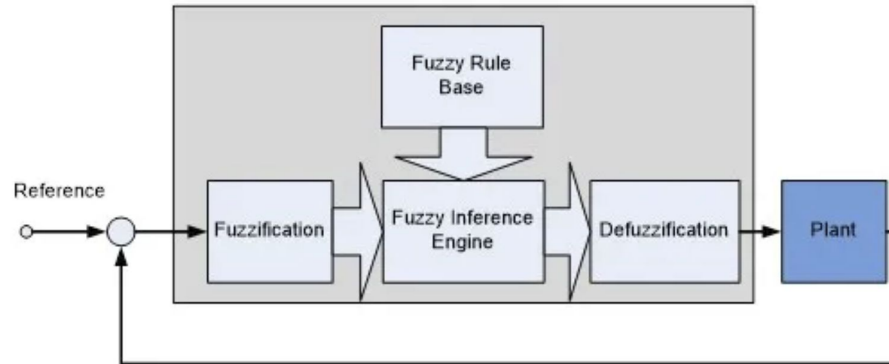 Fuzzy Rule
Base
Reference
Fuzzification
Fuzzy Inference
Engine
Defuzzification
Plant